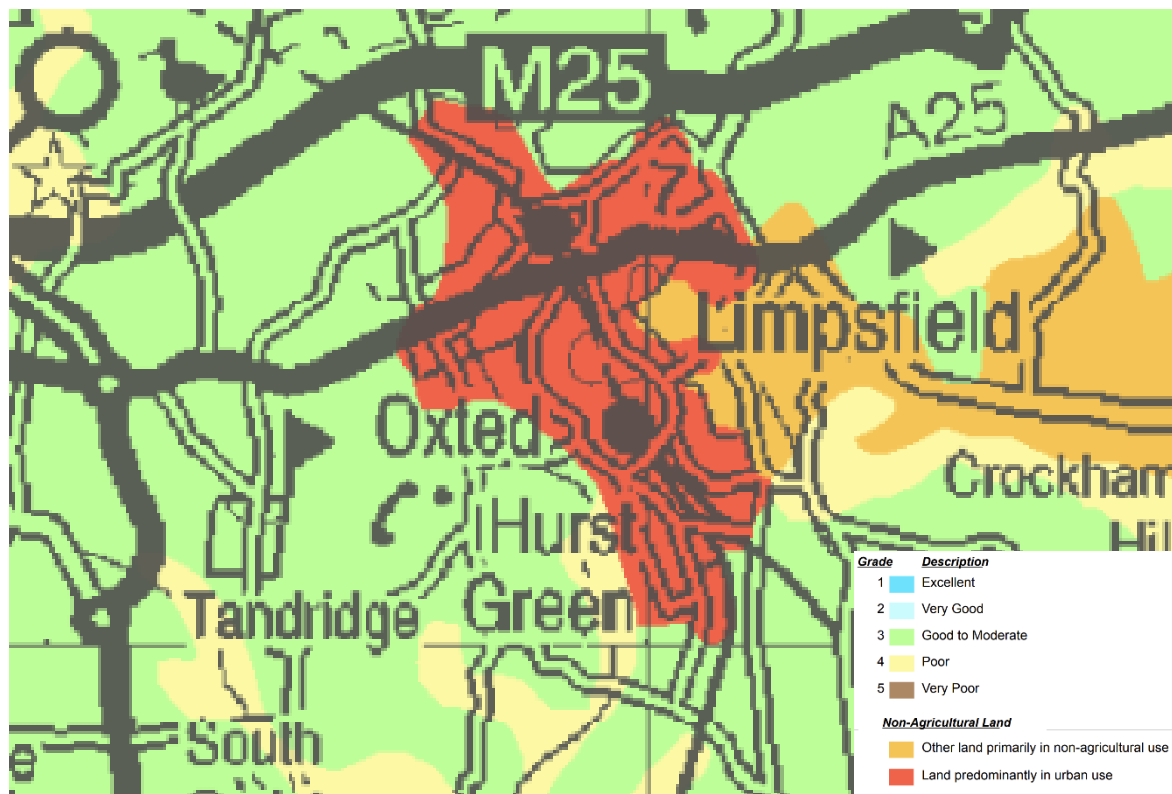 M25
A25
Limpsfield
Oxted
Crockham
Hurst
Green
Tandridge
South
e
Grade Description
1 Excellent
2 Very Good
3 Good to Moderate
4 Poor
5 Very Poor
Non-Agricultural Land
Other land primarily in non-agricultural use
Land predominantly in urban use